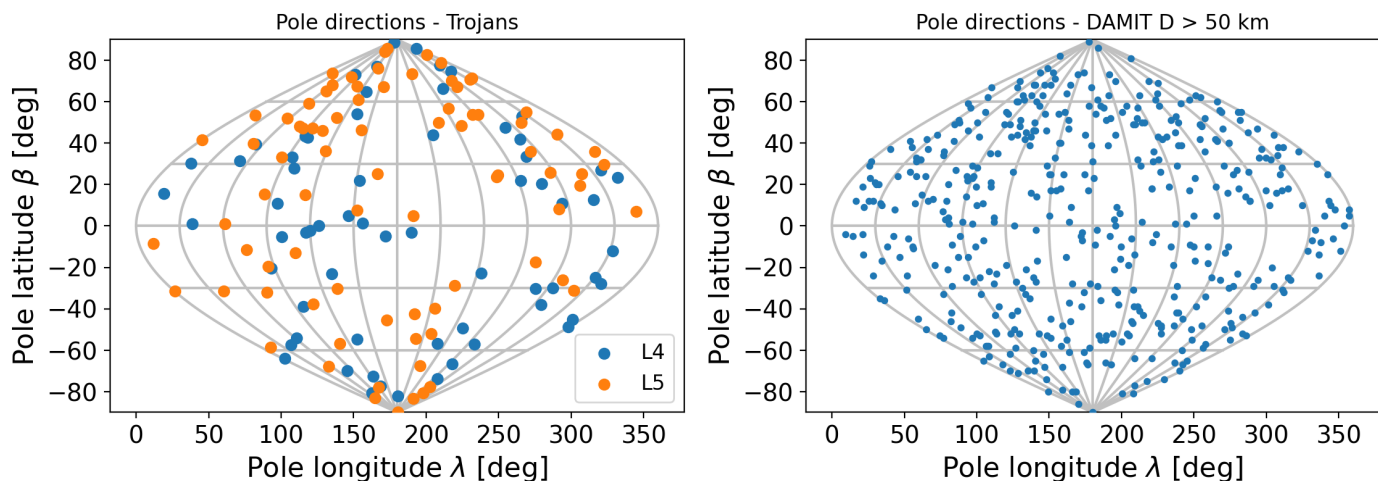 Pole directions - Trojans
Pole latitude β [deg]
80
60
40
20
0
−20
−40
−60
−80
0 50 100 150 200 250 300 350
Pole longitude λ [deg]
L4
L5
Pole directions - DAMIT D > 50 km
Pole latitude β [deg]
80
60
40
20
0
−20
−40
−60
−80
0 50 100 150 200 250 300 350
Pole longitude λ [deg]